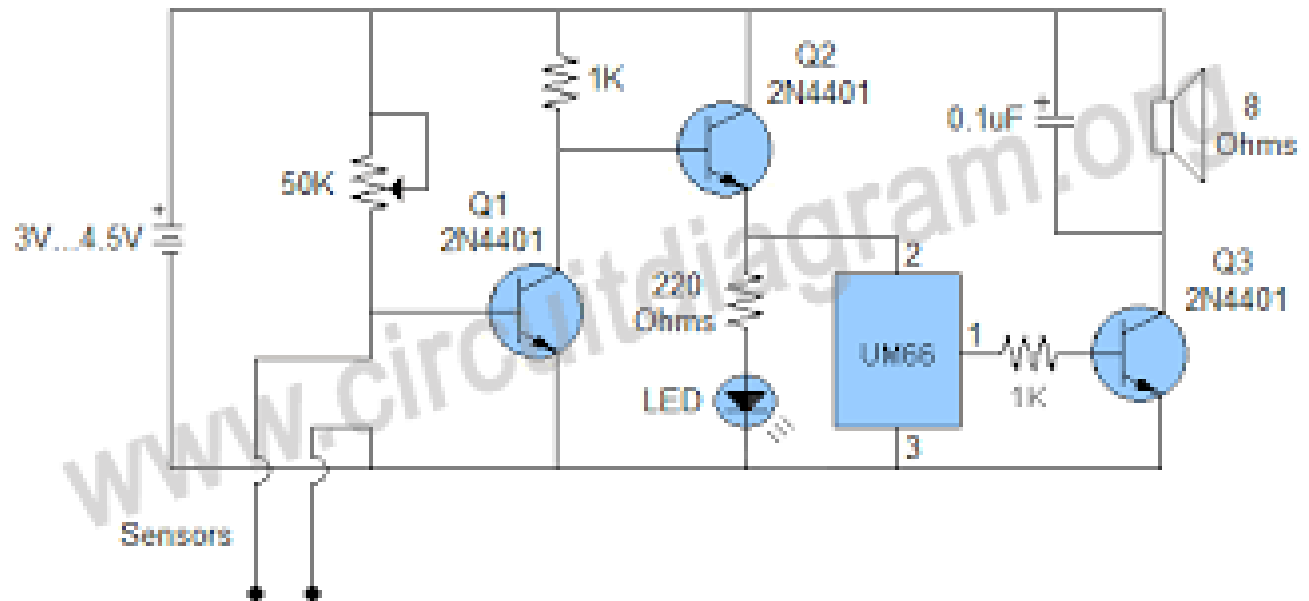 Q2
2N4401
1K
0.1uF
+
8
Ohms
50K
Q1
2N4401
+
3V...4.5V
2
Q3
2N4401
220
Ohms
1
UM66
1K
LED
3
Sensors
www.circuitdiagram.org